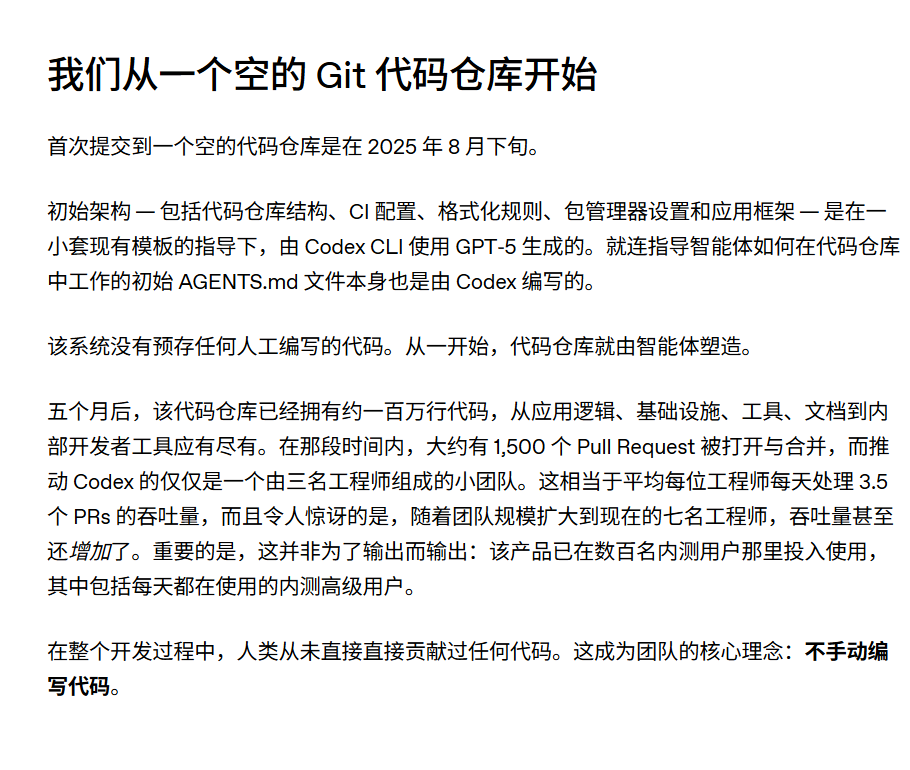 我们从一个空的 Git 代码仓库开始
首次提交到一个空的代码仓库是在 2025 年 8 月下旬。
初始架构 — 包括代码仓库结构、CI 配置、格式化规则、包管理器设置和应用框架 — 是在一
小套现有模板的指导下，由 Codex CLI 使用 GPT-5 生成的。就连指导智能体如何在代码仓库
中工作的初始 AGENTS.md 文件本身也是由 Codex 编写的。
该系统没有预存任何人工编写的代码。从一开始，代码仓库就由智能体塑造。
五个月后，该代码仓库已经拥有约一百万行代码，从应用逻辑、基础设施、工具、文档到内
部开发者工具应有尽有。在那段时间内，大约有 1,500 个 Pull Request 被打开与合并，而推
动 Codex 的仅仅是一个由三名工程师组成的小团队。这相当于平均每位工程师每天处理 3.5
个 PRs 的吞吐量，而且令人惊讶的是，随着团队规模扩大到现在的七名工程师，吞吐量甚至
还增加了。重要的是，这并非为了输出而输出：该产品已在数百名内测用户那里投入使用，
其中包括每天都在使用的内测高级用户。
在整个开发过程中，人类从未直接直接贡献过任何代码。这成为团队的核心理念：不手动编
写代码。